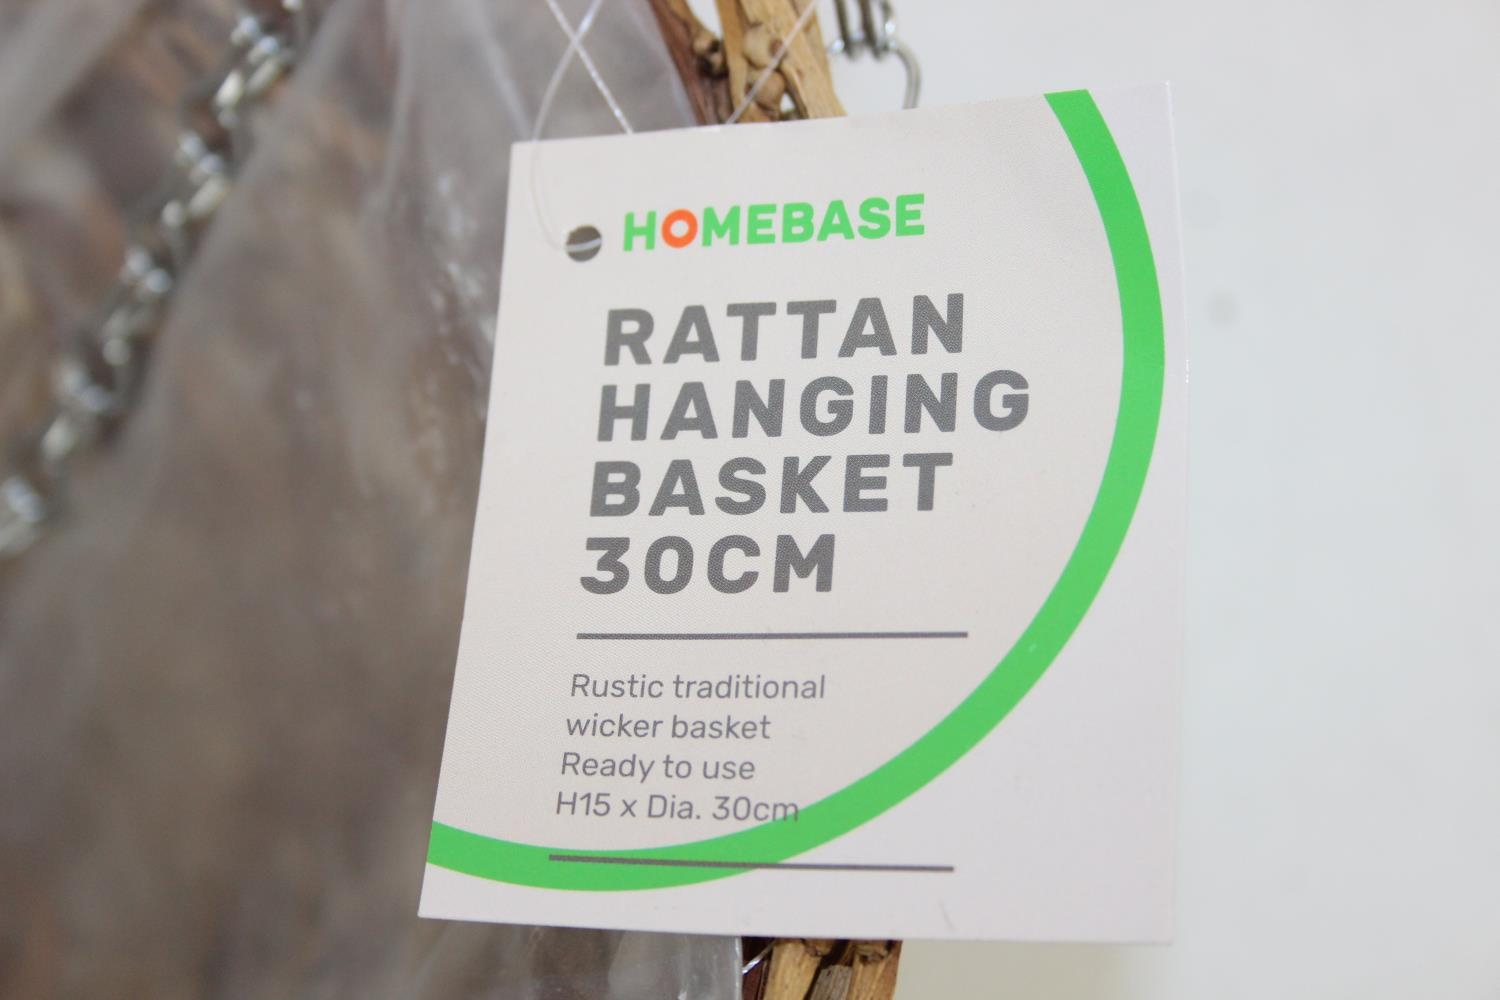 HOMEBASE
RATTAN
HANGING
BASKET
30CM
Rustic traditional
wicker basket
Ready to use
H15 x Dia. 30cm